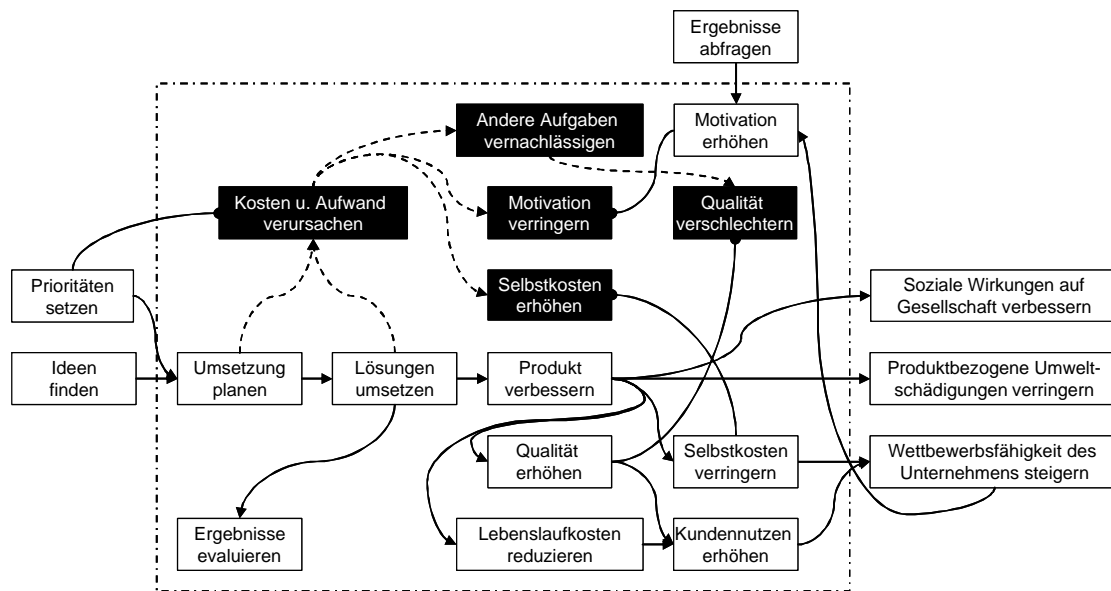 Ergebnisse
abfragen
Andere Aufgaben
vernachlässigen
Motivation
erhöhen
Kosten u. Aufwand
verursachen
Motivation
verringern
Qualität
verschlechtern
Prioritäten
setzen
Selbstkosten
erhöhen
Soziale Wirkungen auf
Gesellschaft verbessern
Ideen
finden
Umsetzung
planen
Lösungen
umsetzen
Produkt
verbessern
Produktbezogene Umwelt-
schädigungen verringern
Qualität
erhöhen
Selbstkosten
verringern
Wettbewerbsfähigkeit des
Unternehmens steigern
Ergebnisse
evaluieren
Lebenslaufkosten
reduzieren
Kundennutzen
erhöhen